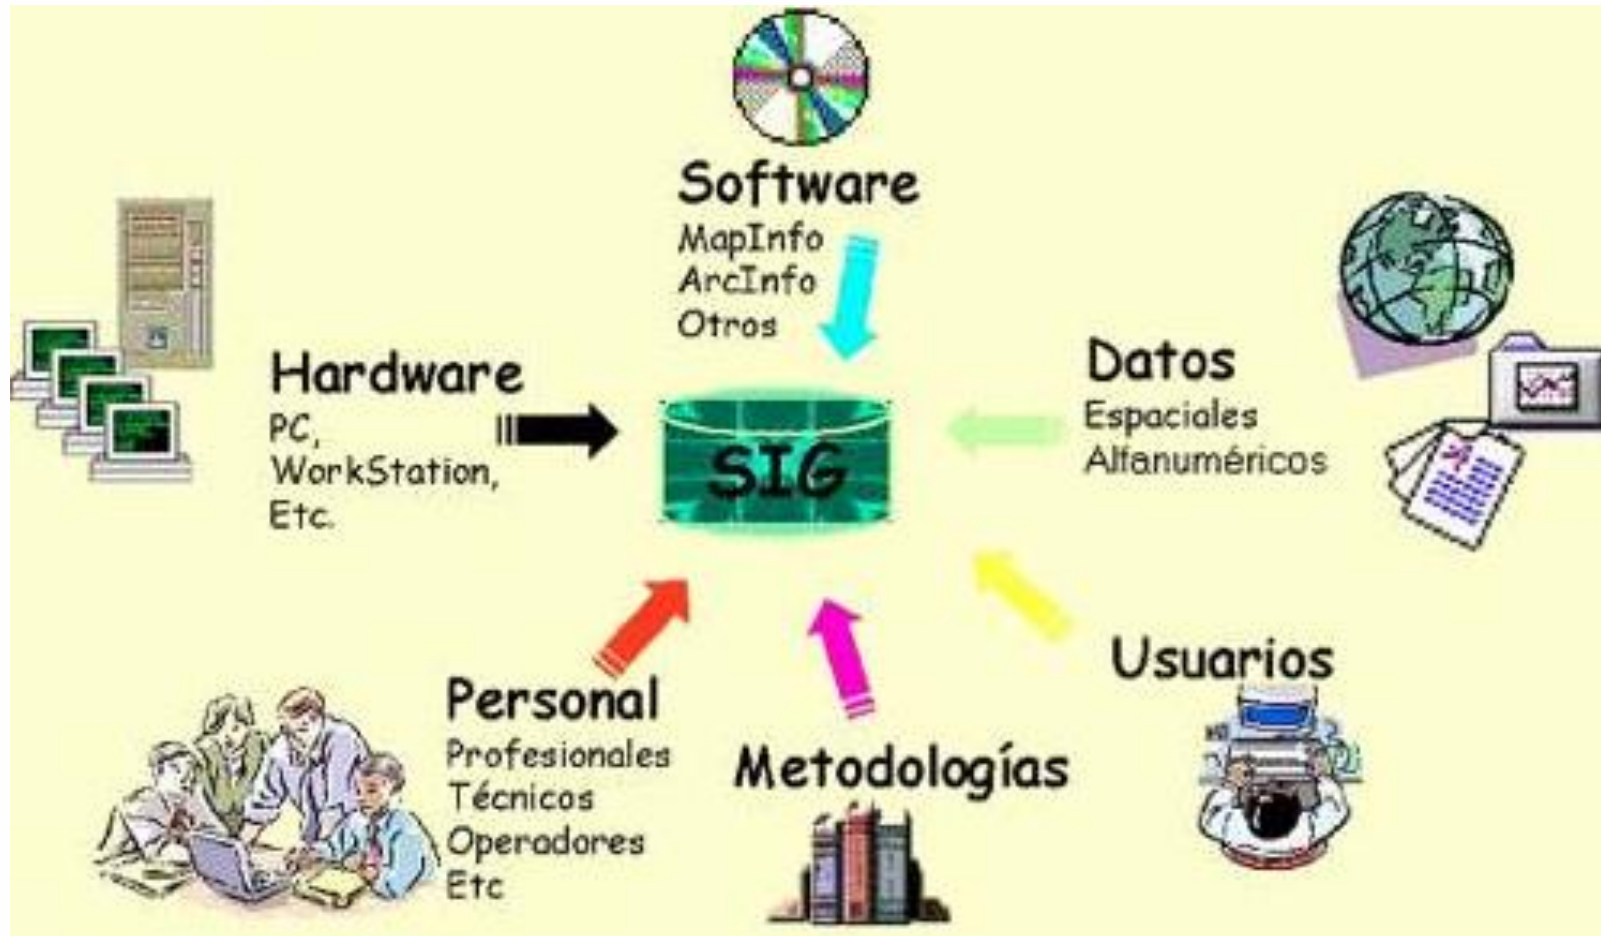 Software
MapInfo
ArcInfo
Otros
Hardware
PC,
WorkStation,
Etc.
SIG
Datos
Espaciales
Alfanuméricos
Personal
Profesionales
Técnicos
Operadores
Etc
Metodologías
Usuarios